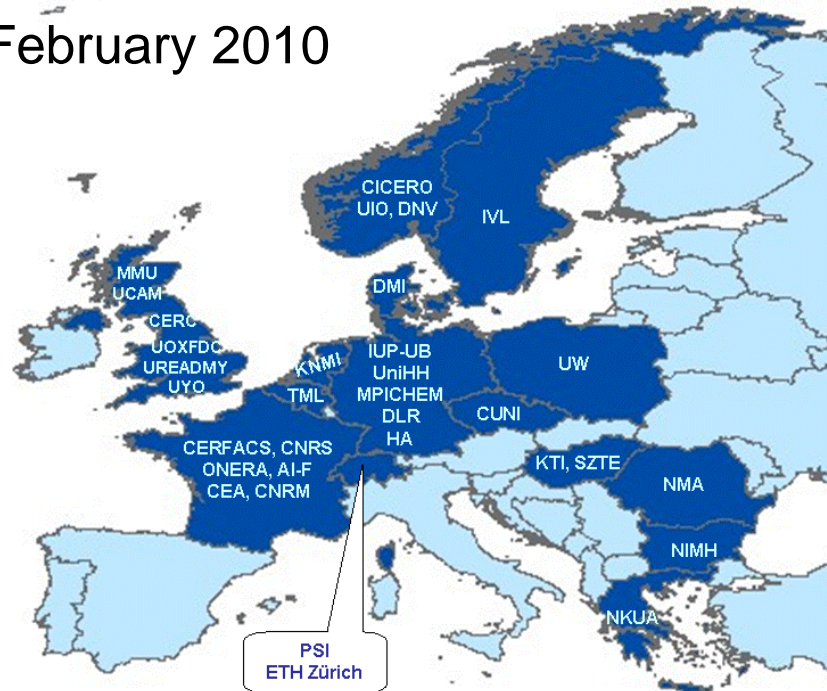 February 2010
CICERO
UIO, DNV
IVL
MMU
UCAM
DMI
CERC
UOXFDC
UREADMY
UYO
KNMI
TML
IUP-UB
UniHH
MPICHEM
DLR
HA
UW
CUNI
CERFACS, CNRS
ONERA, AI-F
CEA, CNRM
KTI, SZTE
NMA
NIMH
NKUA
PSI
ETH Zürich